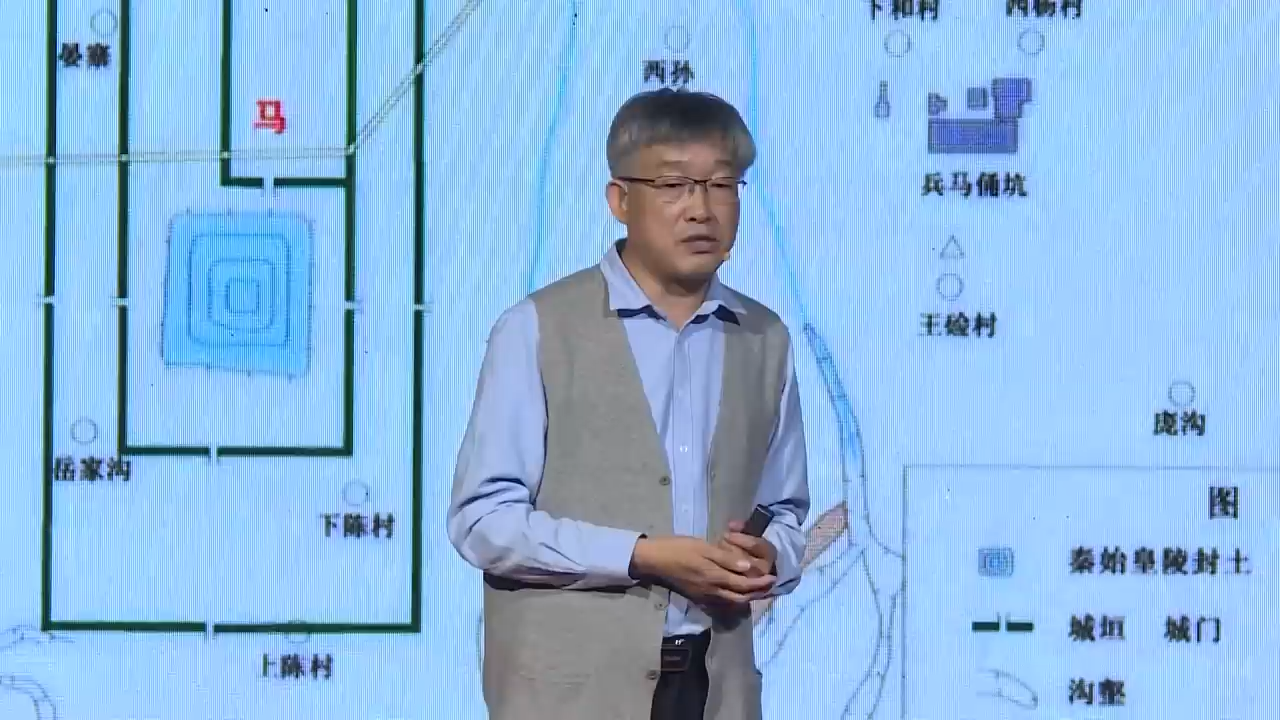 下和村
西杨村
晏寨
西孙
马
兵马俑坑
王硷村
庞沟
岳家沟
图
下陈村
秦始皇陵封土
城垣 城门
上陈村
沟壑